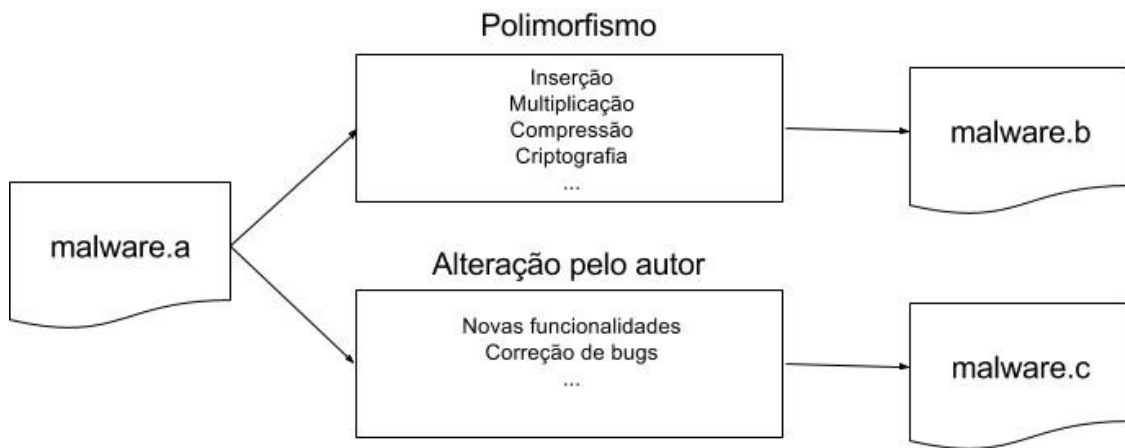 Polimorfismo
Inserção
Multiplicação
Compressão
Criptografia
...
malware.b
malware.a
Alteração pelo autor
Novas funcionalidades
Correção de bugs
...
malware.c